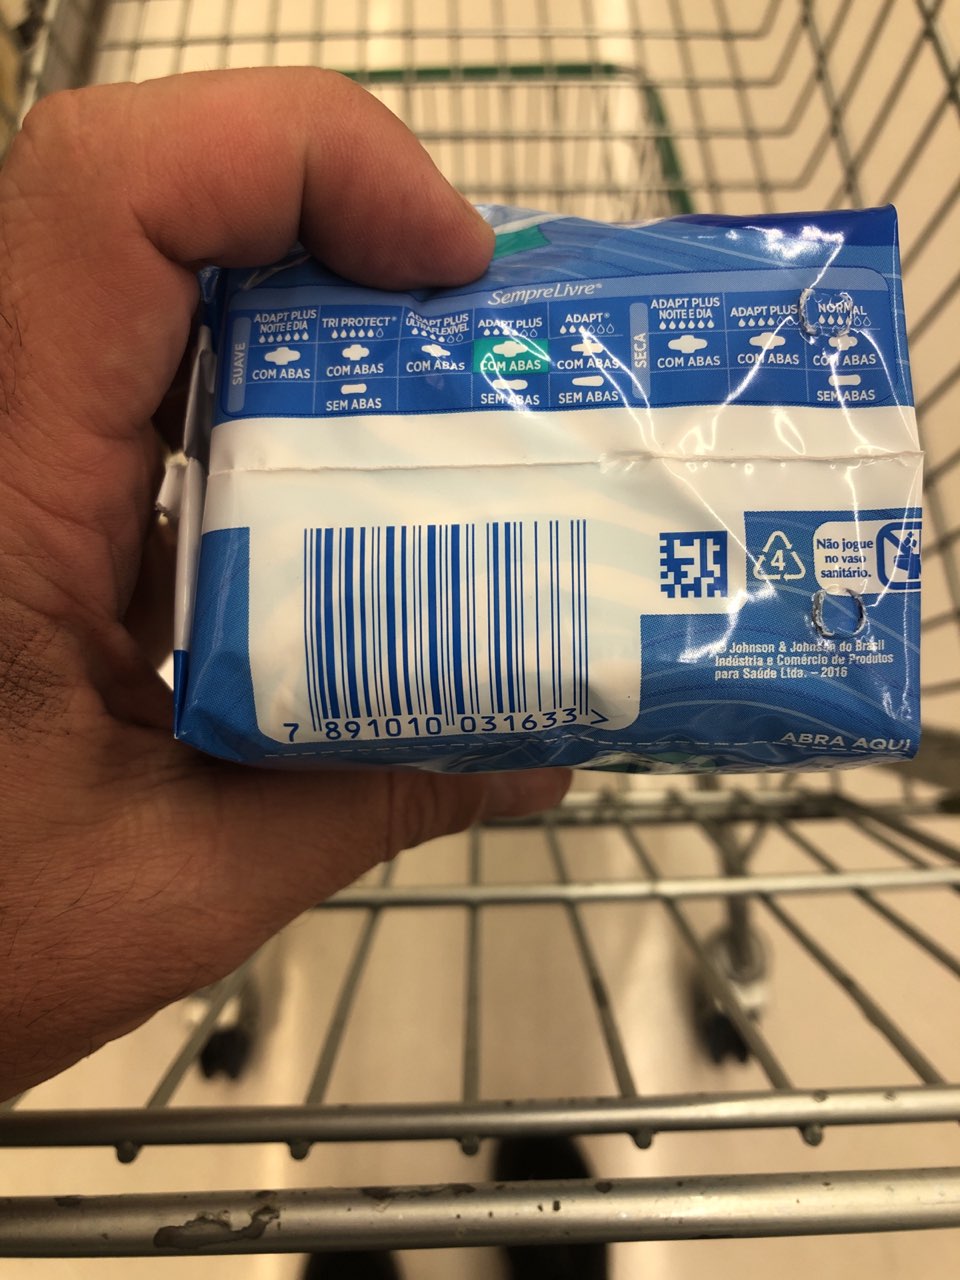 SempreLivre®
SUAVE
ADAPT PLUS
NOITE E DIA
COM ABAS
TRI PROTECT®
COM ABAS
SEM ABAS
ADAPT PLUS
ULTRAFLEXÍVEL
COM ABAS
ADAPT PLUS
COM ABAS
SEM ABAS
ADAPT®
COM ABAS
SEM ABAS
SECA
ADAPT PLUS
NOITE E DIA
COM ABAS
ADAPT PLUS
COM ABAS
NORMAL
COM ABAS
SEM ABAS
4
Não jogue
no vaso
sanitário.
© Johnson & Johnson do Brasil
Indústria e Comércio de Produtos
para Saúde Ltda. – 2016
7 891010 031633 >
ABRA AQUI